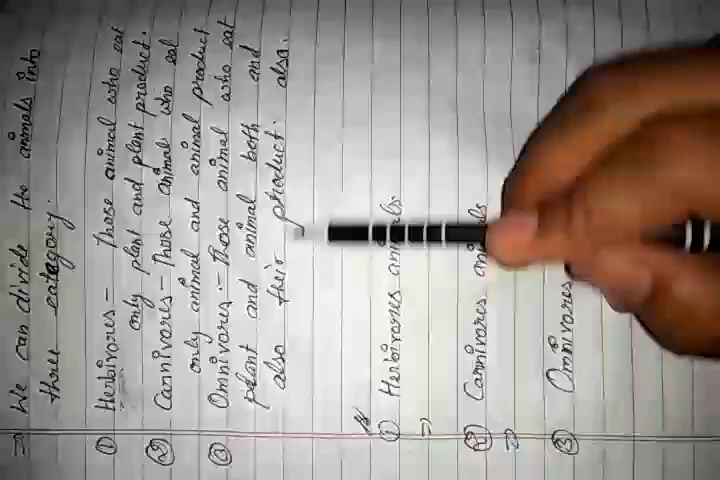 ⇒ We can divide the animals into
three category.
① Herbivores - Those animal who eat
only plant and plant product.
② Carnivores - Those animal who eat
only animal and animal product
③ Omnivores :- Those animal who eat
plant and animal both and
also their product also.
① Herbivores animals.
⇒
② Carnivores animals
⇒
③ Omnivores